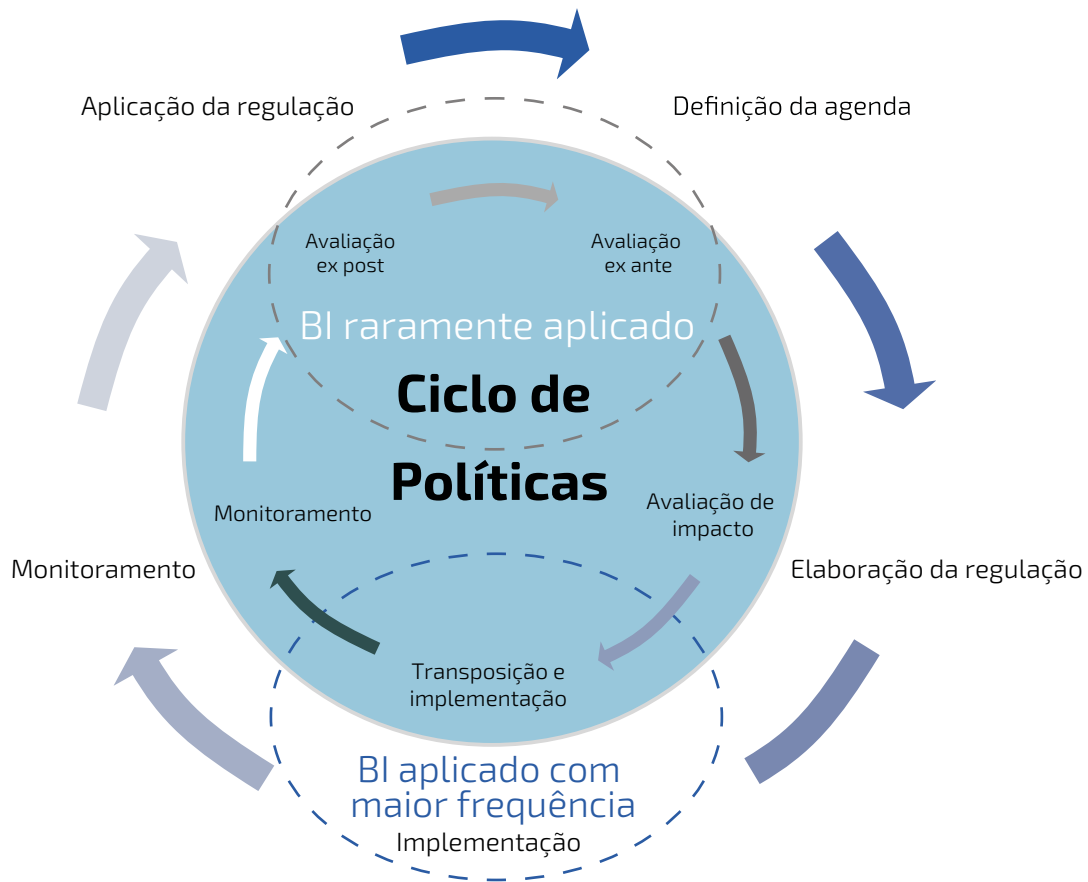 Aplicação da regulação
Definição da agenda
Avaliação
ex post
Avaliação
ex ante
BI raramente aplicado
Ciclo de
Políticas
Monitoramento
Avaliação de
impacto
Monitoramento
Elaboração da regulação
Transposição e
implementação
BI aplicado com
maior frequência
Implementação